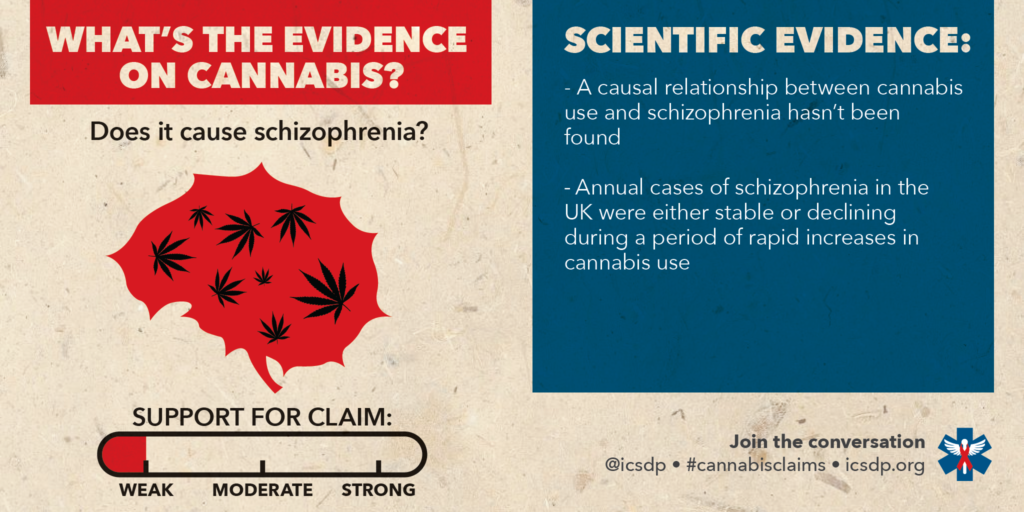 WHAT'S THE EVIDENCE
ON CANNABIS?
Does it cause schizophrenia?
SUPPORT FOR CLAIM:
WEAK MODERATE STRONG
SCIENTIFIC EVIDENCE:
- A causal relationship between cannabis
use and schizophrenia hasn't been
found
- Annual cases of schizophrenia in the
UK were either stable or declining
during a period of rapid increases in
cannabis use
Join the conversation
@icsdp • #cannabisclaims • icsdp.org